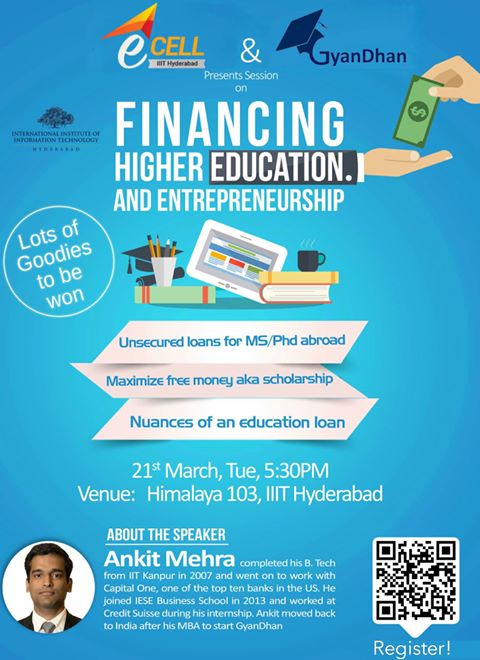 e CELL
IIIT Hyderabad
&
GyanDhan
Presents Session
on
INTERNATIONAL INSTITUTE OF
INFORMATION TECHNOLOGY
HYDERABAD
FINANCING
HIGHER EDUCATION.
AND ENTREPRENEURSHIP
Lots of
Goodies
to be
won
Unsecured loans for MS/Phd abroad
Maximize free money aka scholarship
Nuances of an education loan
21st March, Tue, 5:30PM
Venue: Himalaya 103, IIIT Hyderabad
ABOUT THE SPEAKER
Ankit Mehra completed his B. Tech
from IIT Kanpur in 2007 and went on to work with
Capital One, one of the top ten banks in the US. He
joined IESE Business School in 2013 and worked at
Credit Suisse during his internship. Ankit moved back
to India after his MBA to start GyanDhan
Register!